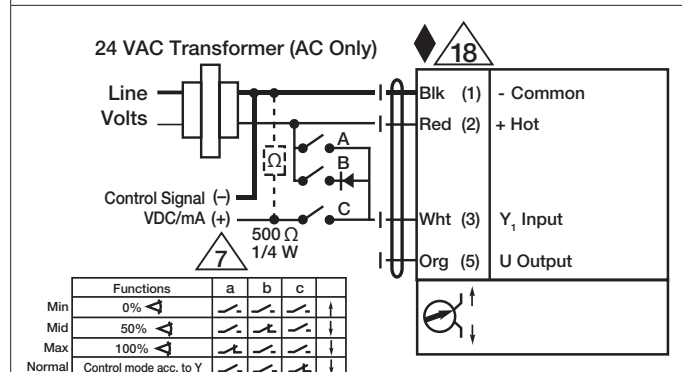 24 VAC Transformer (AC Only)
18
Line
Volts
Blk (1) - Common
Red (2) + Hot
A
B
C
Ω
Control Signal (–)
VDC/mA (+)
500 Ω
1/4 W
7
Wht (3) Y₁ Input
Org (5) U Output
Functions a b c
Min 0%
Mid 50%
Max 100%
Normal Control mode acc. to Y